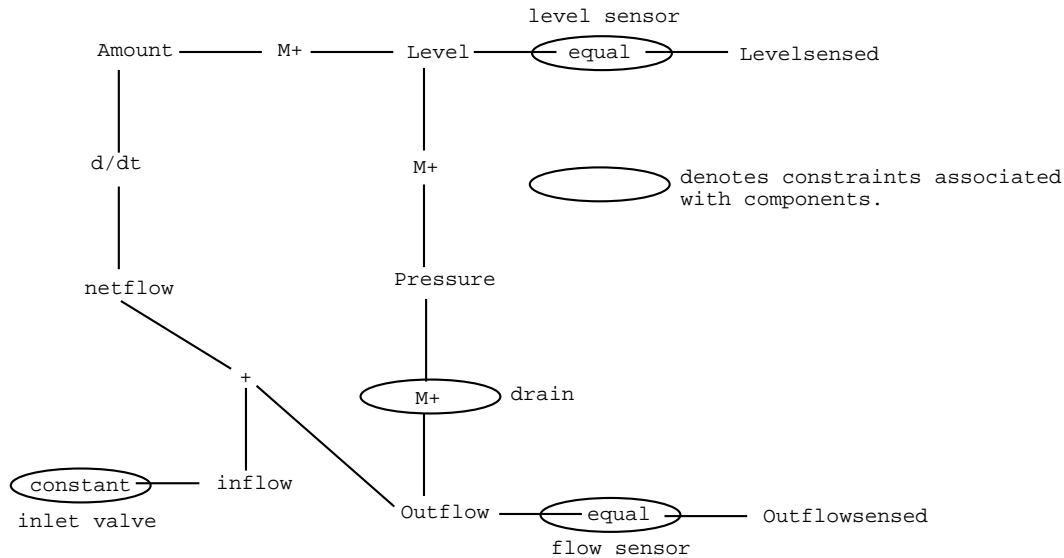 level sensor
Amount M+ Level equal Levelsensed
d/dt M+
denotes constraints associated
with components.
netflow Pressure
+
M+ drain
constant inflow
inlet valve
Outflow equal Outflowsensed
flow sensor